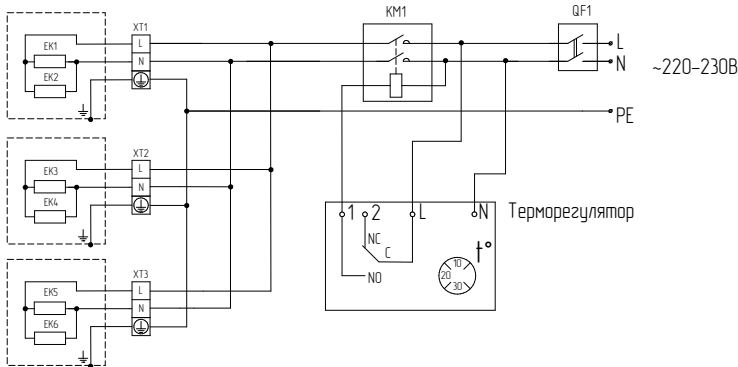 KM1
QF1
XT1
EK1
EK2
L
N
L
N
~220-230В
PE
XT2
EK3
EK4
L
N
1
2
L
N
Терморегулятор
NC
C
NO
t°
10
20
30
XT3
EK5
EK6
L
N